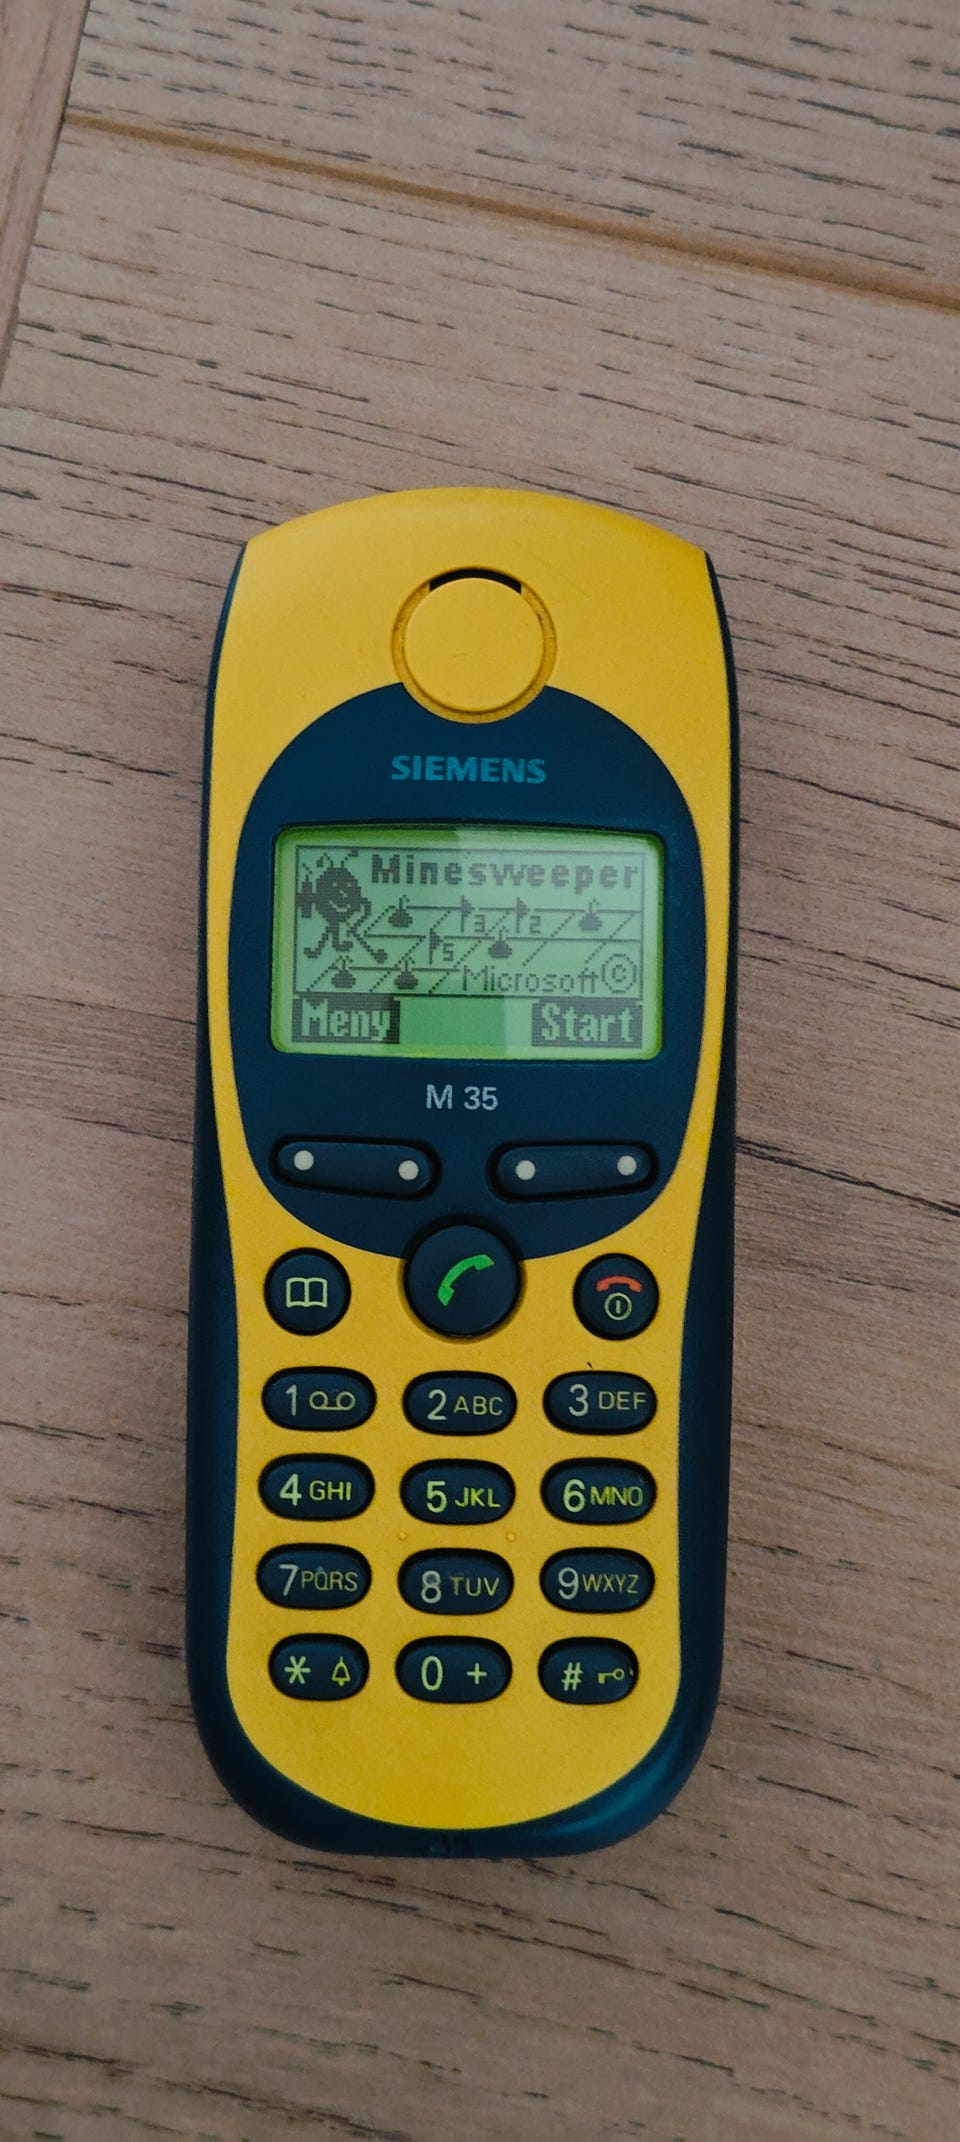 SIEMENS
Minesweeper
3 2
5
Microsoft ©
Meny Start
M 35
1 2 ABC 3 DEF
4 GHI 5 JKL 6 MNO
7 PQRS 8 TUV 9 WXYZ
* 0 + #